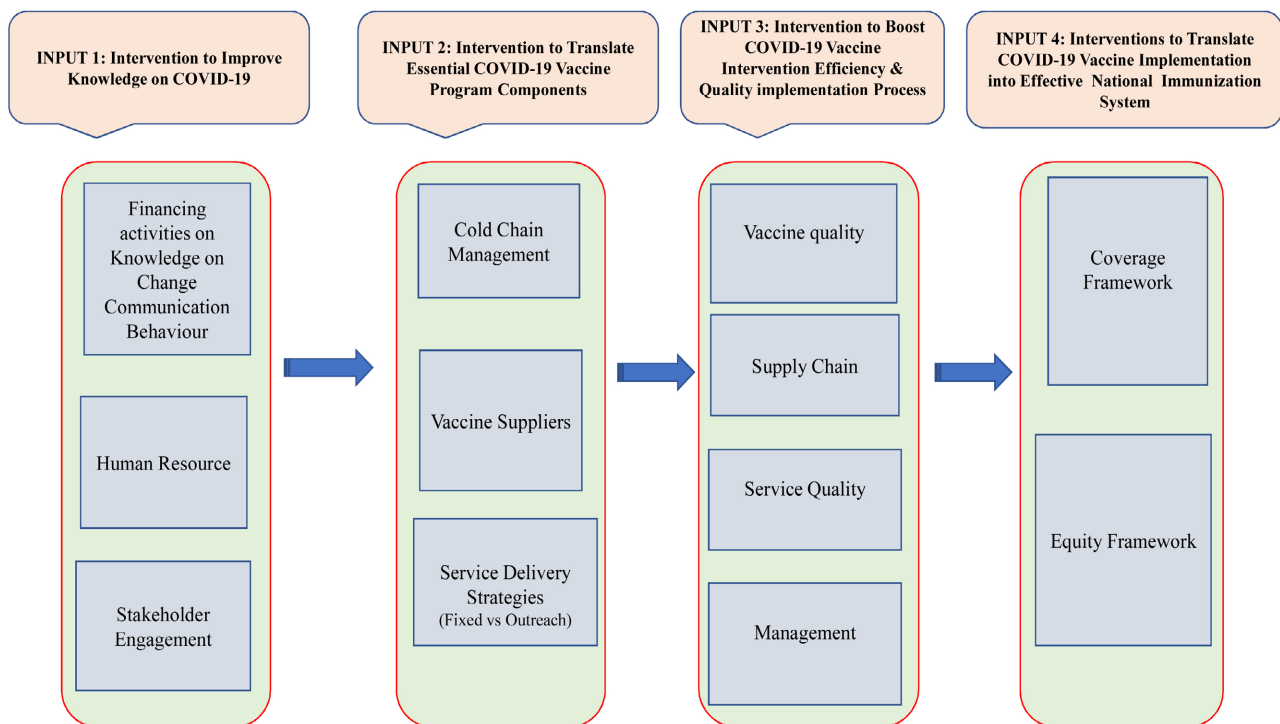 INPUT 1: Intervention to Improve
Knowledge on COVID-19
INPUT 2: Intervention to Translate
Essential COVID-19 Vaccine
Program Components
INPUT 3: Intervention to Boost
COVID-19 Vaccine
Intervention Efficiency &
Quality implementation Process
INPUT 4: Interventions to Translate
COVID-19 Vaccine Implementation
into Effective National Immunization
System
Financing
activities on
Knowledge on
Change
Communication
Behaviour
Human Resource
Stakeholder
Engagement
Cold Chain
Management
Vaccine Suppliers
Service Delivery
Strategies
(Fixed vs Outreach)
Vaccine quality
Supply Chain
Service Quality
Management
Coverage
Framework
Equity Framework